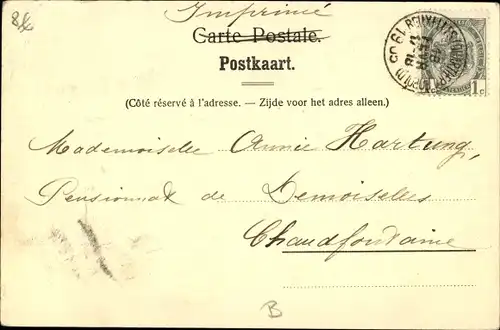 86
Imprimé
Carte Postale.
Postkaart.
(Côté réservé à l'adresse. — Zijde voor het adres alleen.)
1 c
Mademoiselle Annie Hartung,
Pensionnat de Demoiselles
Chaudfontaine
B